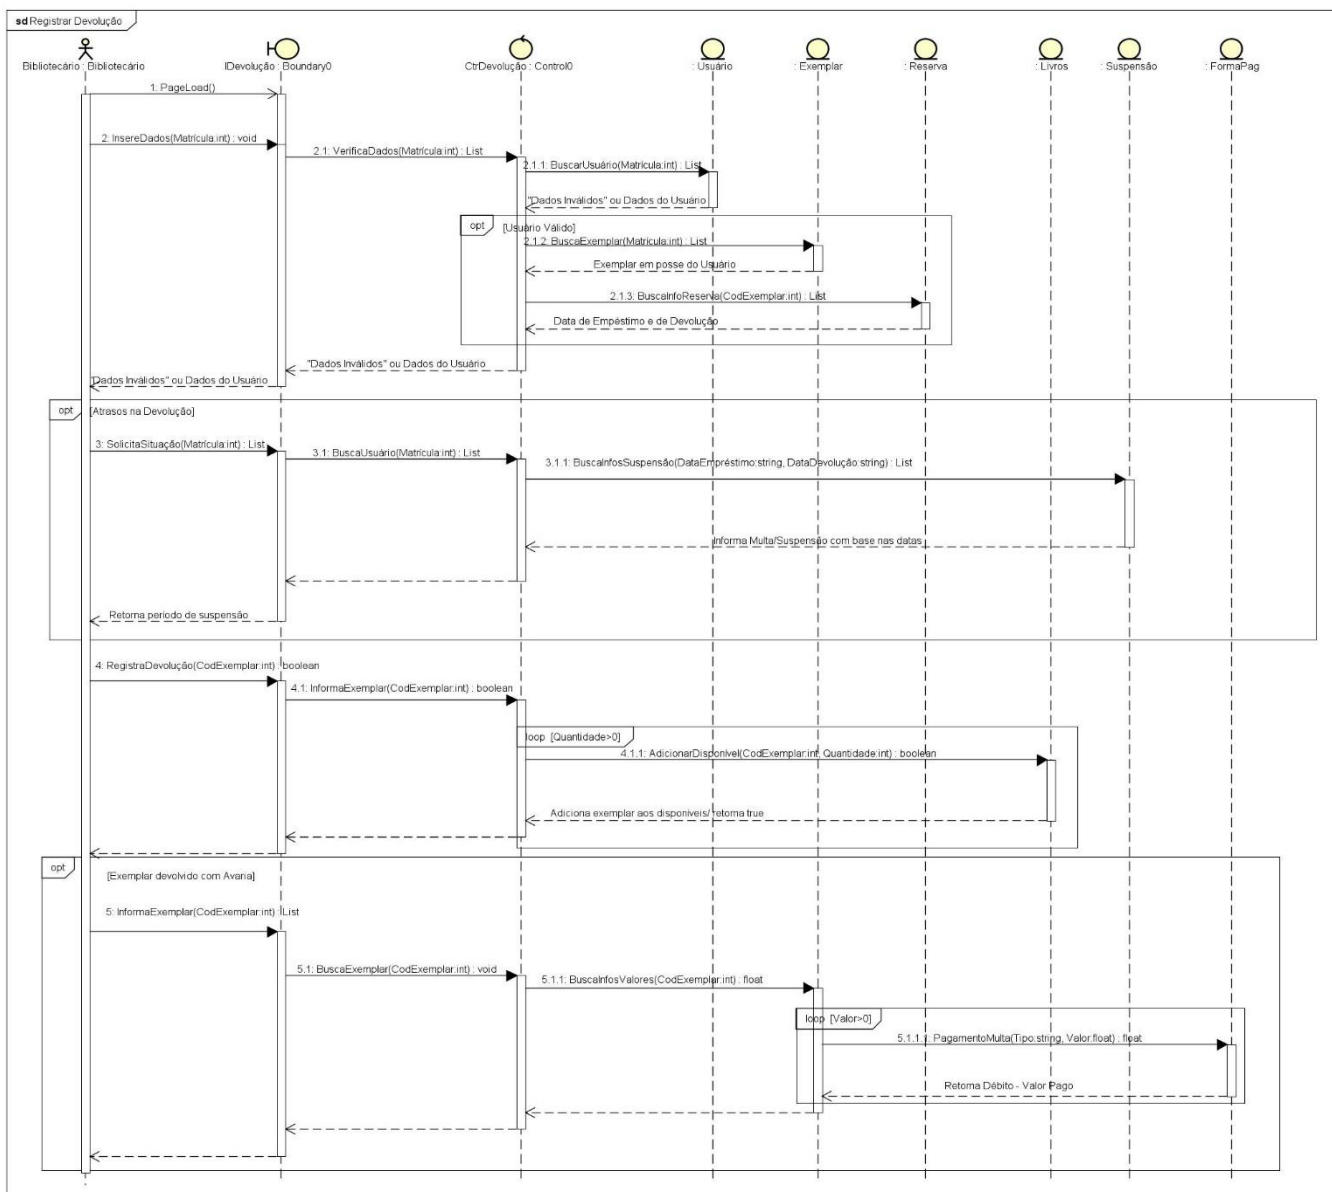 sd Registrar Devolução
Bibliotecário : Bibliotecário
IDevolução : Boundary0
CtrDevolução : Control0
: Usuário
: Exemplar
: Reserva
: Livros
: Suspensão
: FormaPag
1: PageLoad()
2: InsereDados(Matrícula:int) : void
2.1: VerificaDados(Matrícula:int) : List
2.1.1: BuscarUsuário(Matrícula:int) : List
"Dados Inválidos" ou Dados do Usuário
opt [Usuário Válido]
2.1.2: BuscaExemplar(Matrícula:int) : List
Exemplar em posse do Usuário
2.1.3: BuscaInfoReserva(CodExemplar:int) : List
Data de Empéstimo e de Devolução
"Dados Inválidos" ou Dados do Usuário
"Dados Inválidos" ou Dados do Usuário
opt [Atrasos na Devolução]
3: SolicitaSituação(Matrícula:int) : List
3.1: BuscaUsuário(Matrícula:int) : List
3.1.1: BuscaInfosSuspensão(DataEmpréstimo:string, DataDevolução:string) : List
Informa Multa/Suspensão com base nas datas
Retorna período de suspensão
4: RegistraDevolução(CodExemplar:int) : boolean
4.1: InformaExemplar(CodExemplar:int) : boolean
loop [Quantidade>0]
4.1.1: AdicionarDisponível(CodExemplar:int, Quantidade:int) : boolean
Adiciona exemplar aos disponíveis/ retorna true
opt
[Exemplar devolvido com Avaria]
5: InformaExemplar(CodExemplar:int) : List
5.1: BuscaExemplar(CodExemplar:int) : void
5.1.1: BuscaInfosValores(CodExemplar:int) : float
loop [Valor>0]
5.1.1.1: PagamentoMulta(Tipo:string, Valor:float) : float
Retorna Débito - Valor Pago